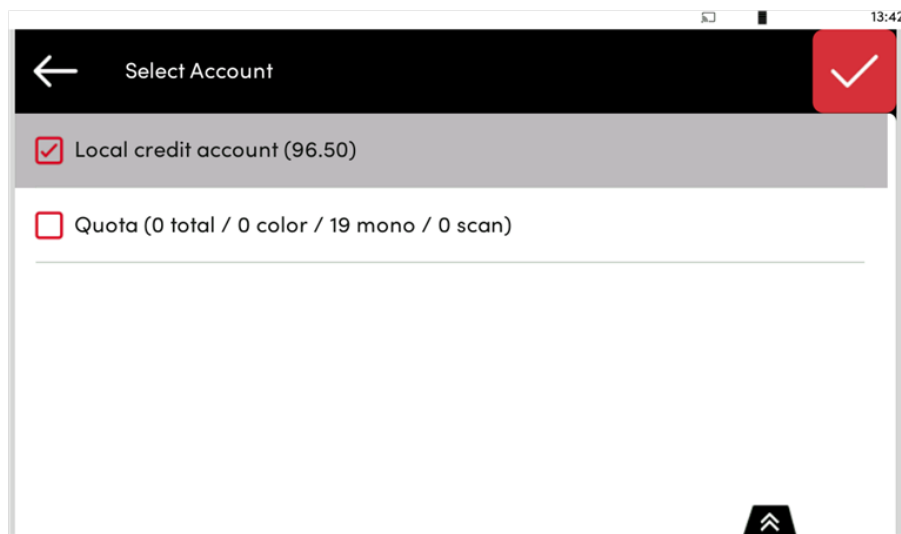 13:42
Select Account
Local credit account (96.50)
Quota (0 total / 0 color / 19 mono / 0 scan)